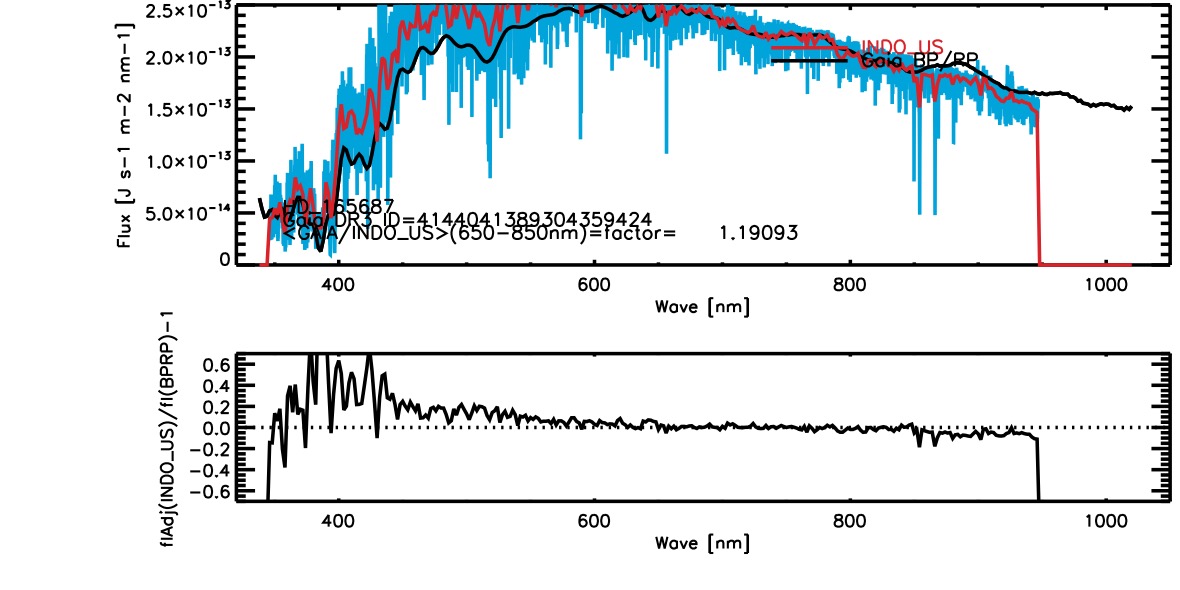 2.5×10−13
2.0×10−13
1.5×10−13
1.0×10−13
5.0×10−14
0
Flux [J s−1 m−2 nm−1]
INDO_US
Gaia BP/RP
HD_165687
Gaia DR3 ID=4144041389304359424
<GAIA/INDO_US>(650−850nm)=factor= 1.19093
400 600 800 1000
Wave [nm]
0.6
0.4
0.2
0.0
−0.2
−0.4
−0.6
flAdj(INDO_US)/fl(BPRP)−1
400 600 800 1000
Wave [nm]